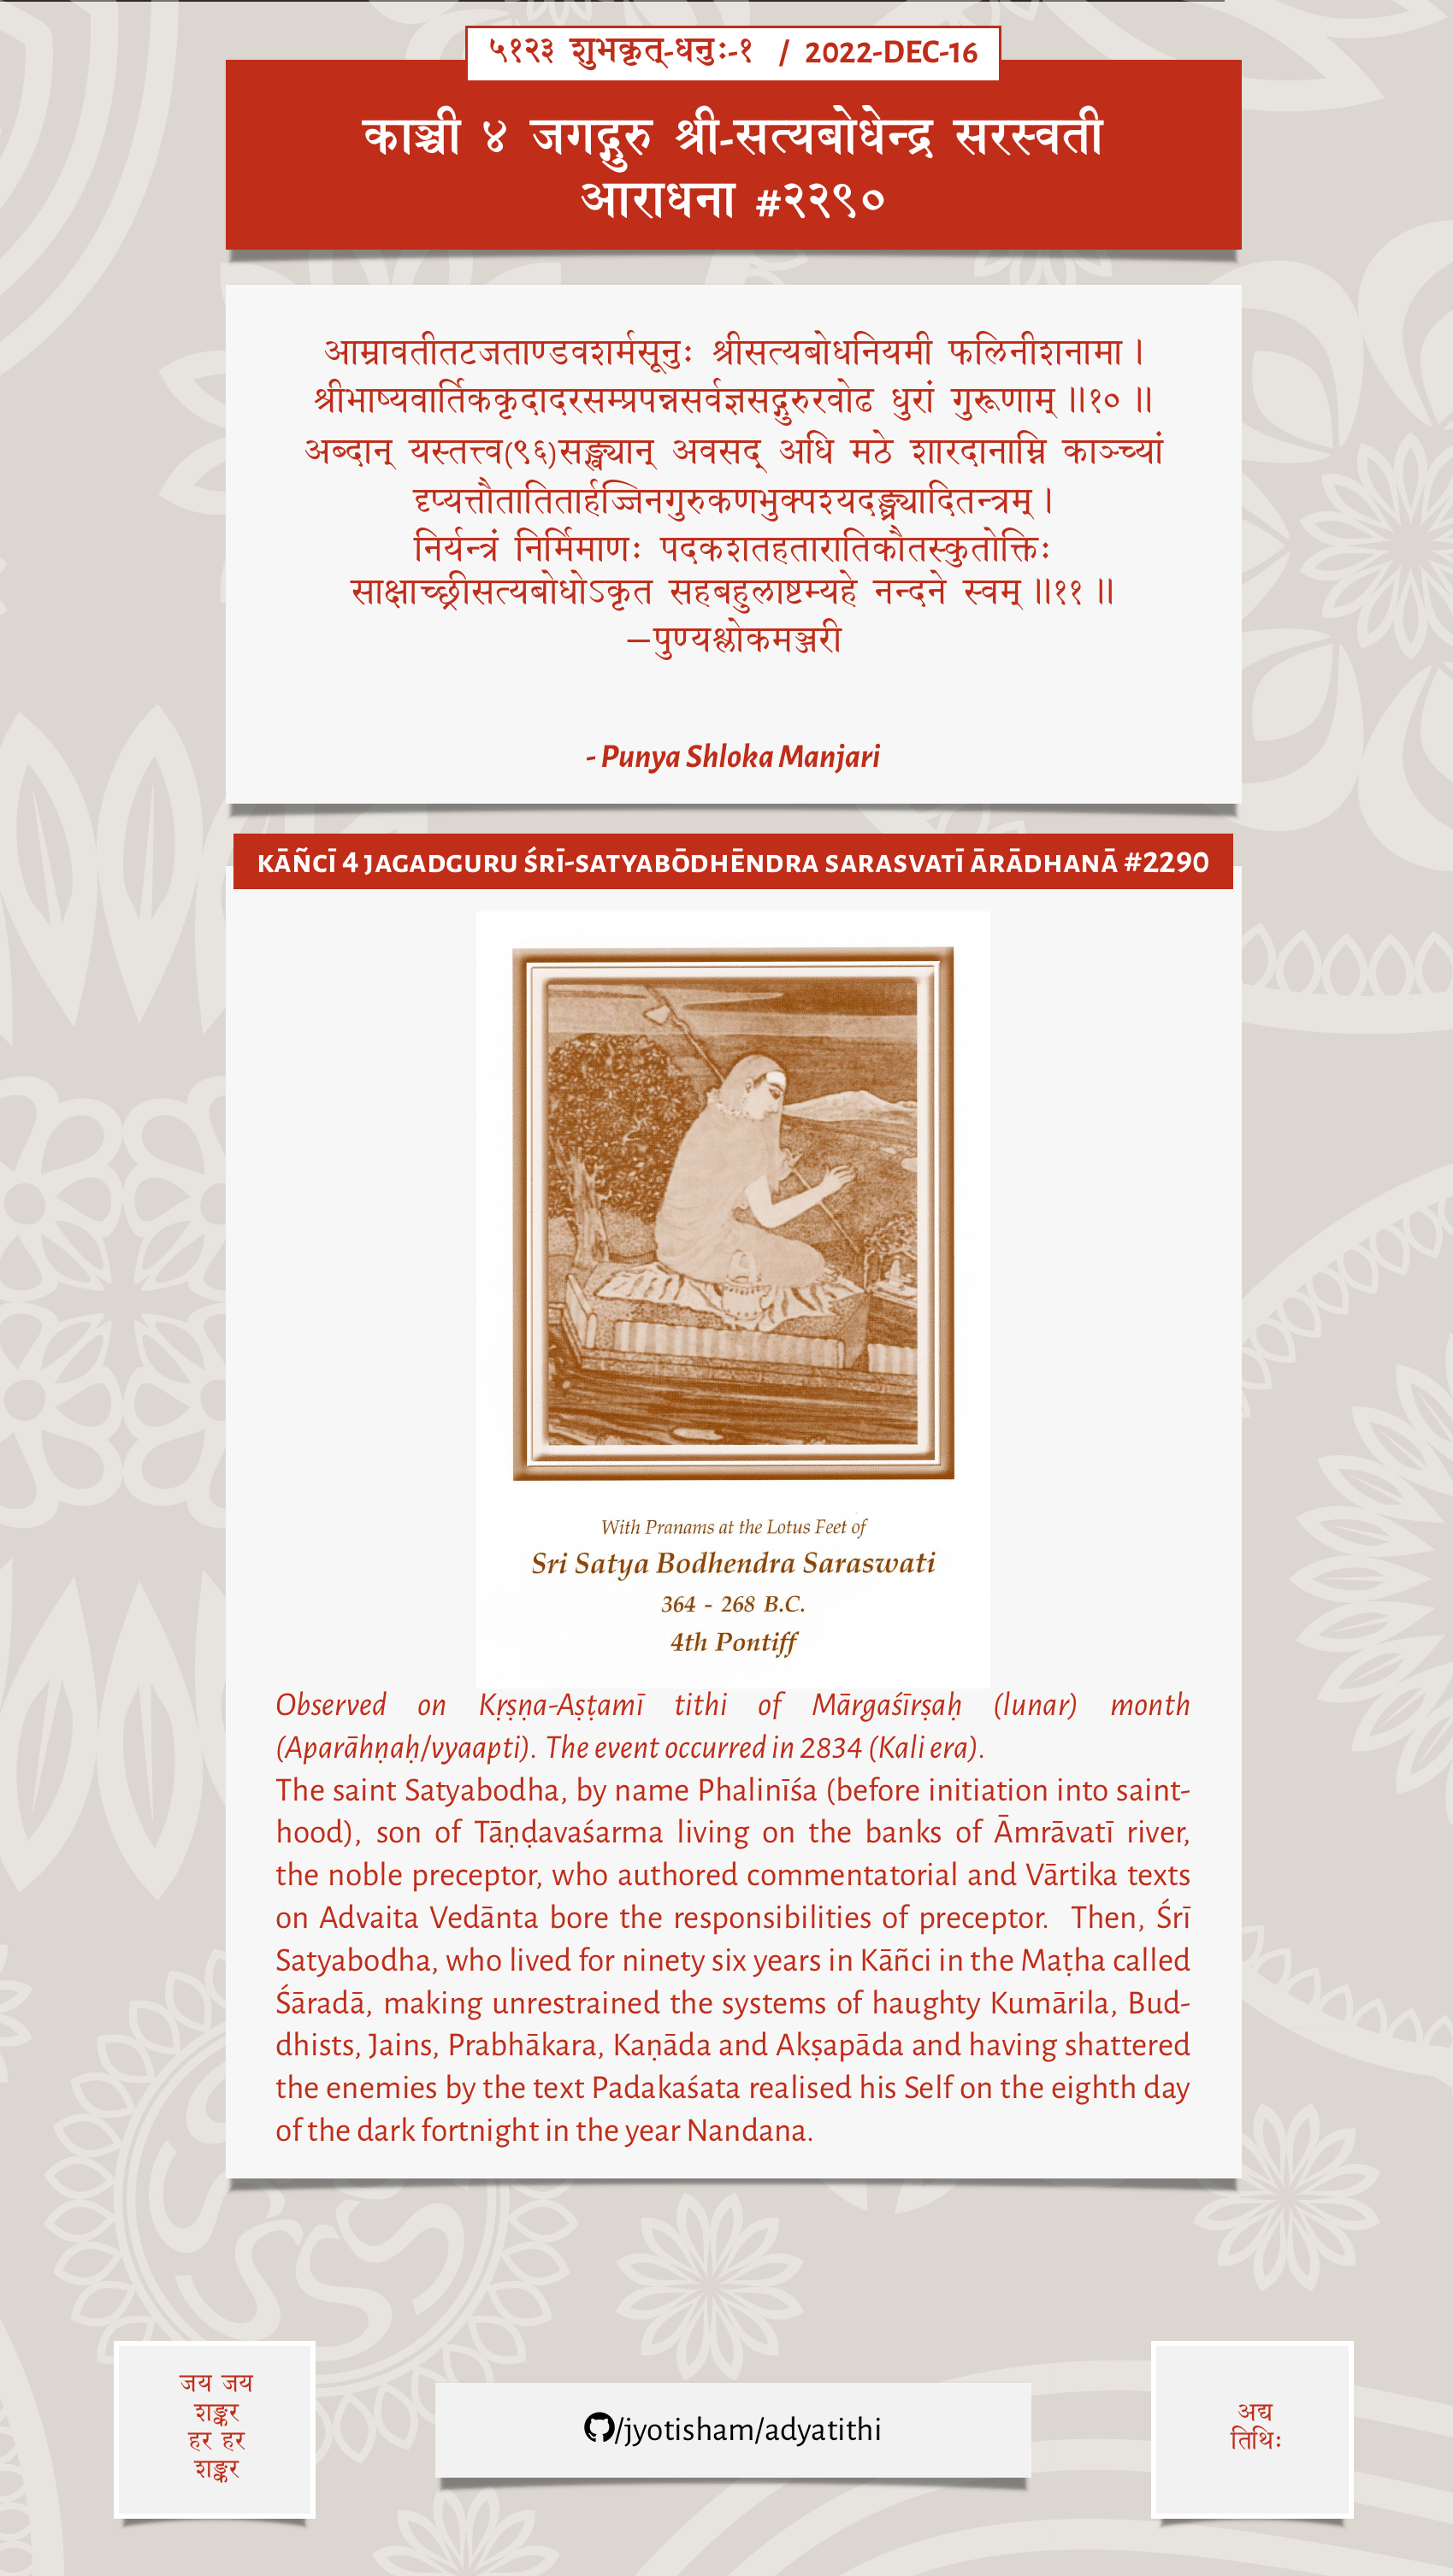 ५१२३ शुभकृत्-धनुः-१ / 2022-DEC-16
काञ्ची ४ जगद्गुरु श्री-सत्यबोधेन्द्र सरस्वती
आराधना #२२९०
आम्रावतीतटजताण्डवशर्मसूनुः श्रीसत्यबोधनियमी फलिनीशनामा ।
श्रीभाष्यवार्तिककृदादरसम्प्रपन्नसर्वज्ञसद्गुरुरवोढ धुरां गुरूणाम् ॥१० ॥
अब्दान् यस्तत्त्व(९६)सङ्ख्यान् अवसद् अधि मठे शारदानाम्नि काञ्च्यां
दृप्यत्तौतातितार्हज्जिनगुरुकणभुक्पश्यदङ्घ्र्यादितन्त्रम् ।
निर्यन्त्रं निर्मिमाणः पदकशतहतारातिकौतस्कुतोक्तिः
साक्षाच्छ्रीसत्यबोधोऽकृत सहबहुलाष्टम्यहे नन्दने स्वम् ॥११ ॥
—पुण्यश्लोकमञ्जरी
- Punya Shloka Manjari
KĀÑCĪ 4 JAGADGURU ŚRĪ-SATYABŌDHĒNDRA SARASVATĪ ĀRĀDHANĀ #2290
With Pranams at the Lotus Feet of
Sri Satya Bodhendra Saraswati
364 - 268 B.C.
4th Pontiff
Observed on Kṛṣṇa-Aṣṭamī tithi of Mārgaśīrṣaḥ (lunar) month
(Aparāhṇaḥ/vyaapti). The event occurred in 2834 (Kali era).
The saint Satyabodha, by name Phalinīśa (before initiation into saint-
hood), son of Tāṇḍavaśarma living on the banks of Āmrāvatī river,
the noble preceptor, who authored commentatorial and Vārtika texts
on Advaita Vedānta bore the responsibilities of preceptor. Then, Śrī
Satyabodha, who lived for ninety six years in Kāñci in the Maṭha called
Śāradā, making unrestrained the systems of haughty Kumārila, Bud-
dhists, Jains, Prabhākara, Kaṇāda and Akṣapāda and having shattered
the enemies by the text Padakaśata realised his Self on the eighth day
of the dark fortnight in the year Nandana.
जय जय
शङ्कर
हर हर
शङ्कर
/jyotisham/adyatithi
अद्य
तिथिः